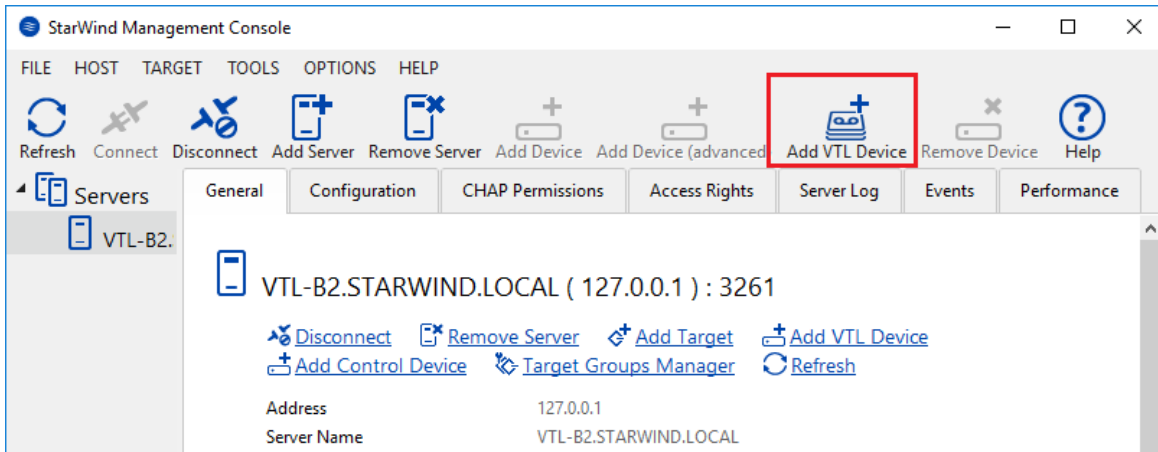 StarWind Management Console
FILE HOST TARGET TOOLS OPTIONS HELP
Refresh Connect Disconnect Add Server Remove Server Add Device Add Device (advanced Add VTL Device Remove Device Help
Servers
VTL-B2.
General Configuration CHAP Permissions Access Rights Server Log Events Performance
VTL-B2.STARWIND.LOCAL ( 127.0.0.1 ) : 3261
Disconnect Remove Server Add Target Add VTL Device
Add Control Device Target Groups Manager Refresh
Address 127.0.0.1
Server Name VTL-B2.STARWIND.LOCAL